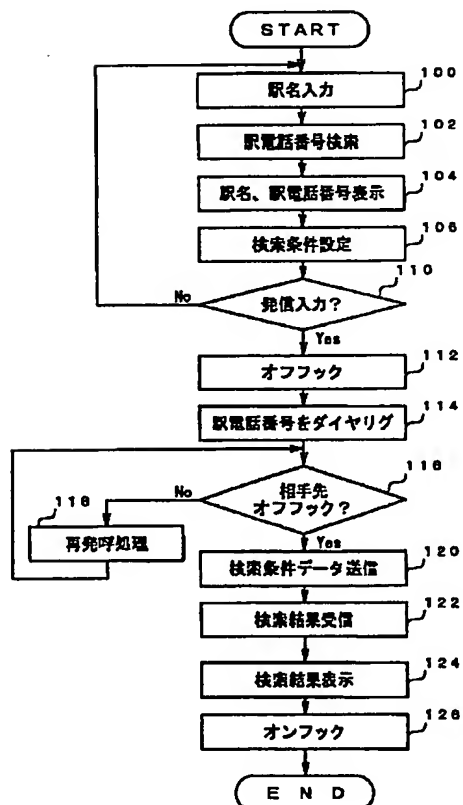 START
駅名入力
100
駅電話番号検索
102
駅名、駅電話番号表示
104
検索条件設定
106
発信入力?
110
No
Yes
オフフック
112
駅電話番号をダイヤリグ
114
相手先
オフフック?
116
No
Yes
118
再発呼処理
検索条件データ送信
120
検索結果受信
122
検索結果表示
124
オンフック
126
END